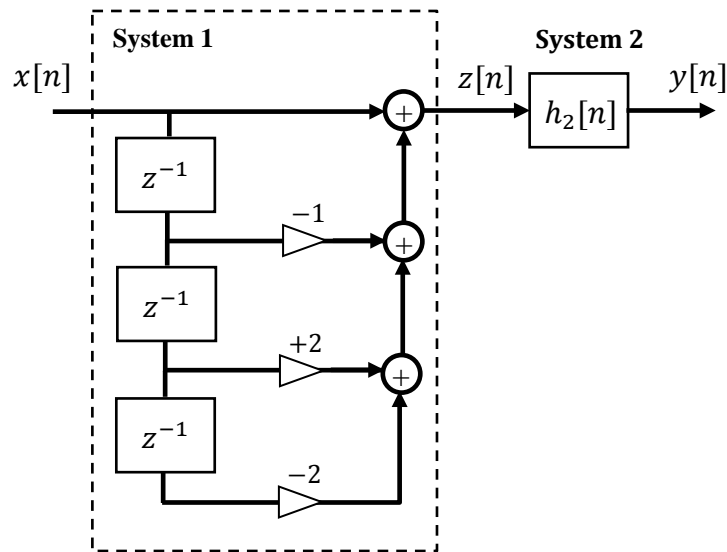 System 1
System 2
x[n]
z[n]
y[n]
+
h₂[n]
z⁻¹
−1
+
z⁻¹
+2
+
z⁻¹
−2